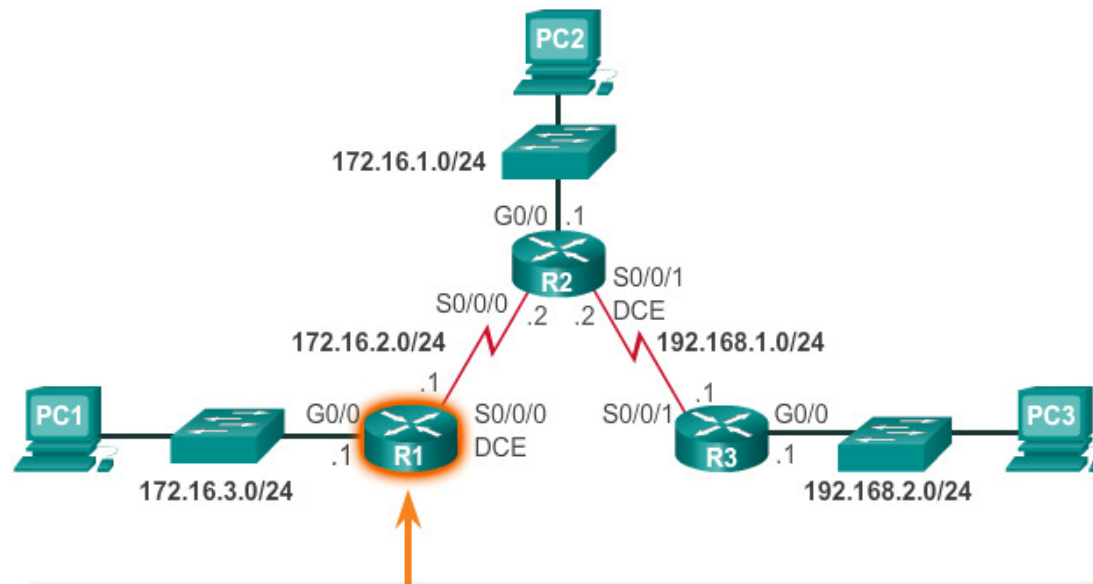 PC2
172.16.1.0/24
G0/0 .1
R2
S0/0/0
S0/0/1
DCE
.2 .2
172.16.2.0/24
192.168.1.0/24
.1
.1
PC1
G0/0
S0/0/0
DCE
R1
.1
172.16.3.0/24
S0/0/1
G0/0
R3
.1
PC3
192.168.2.0/24